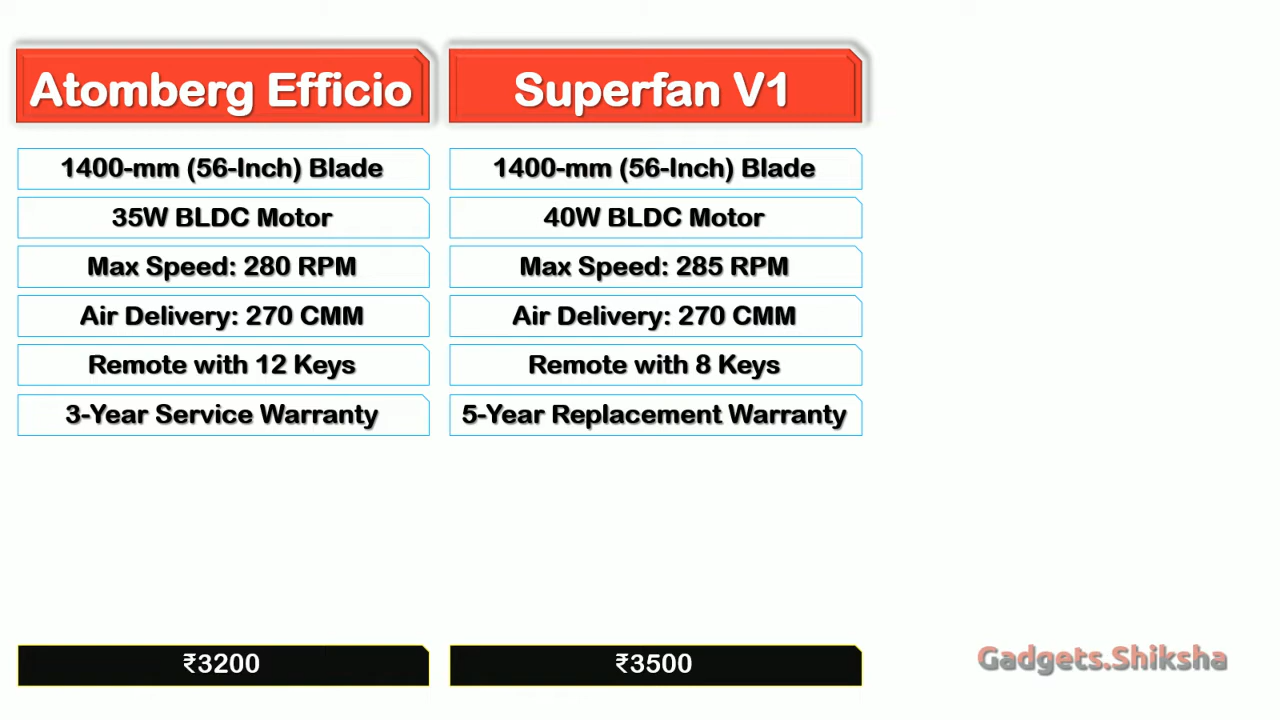 Atomberg Efficio
1400-mm (56-Inch) Blade
35W BLDC Motor
Max Speed: 280 RPM
Air Delivery: 270 CMM
Remote with 12 Keys
3-Year Service Warranty
₹3200
Superfan V1
1400-mm (56-Inch) Blade
40W BLDC Motor
Max Speed: 285 RPM
Air Delivery: 270 CMM
Remote with 8 Keys
5-Year Replacement Warranty
₹3500
Gadgets.Shiksha